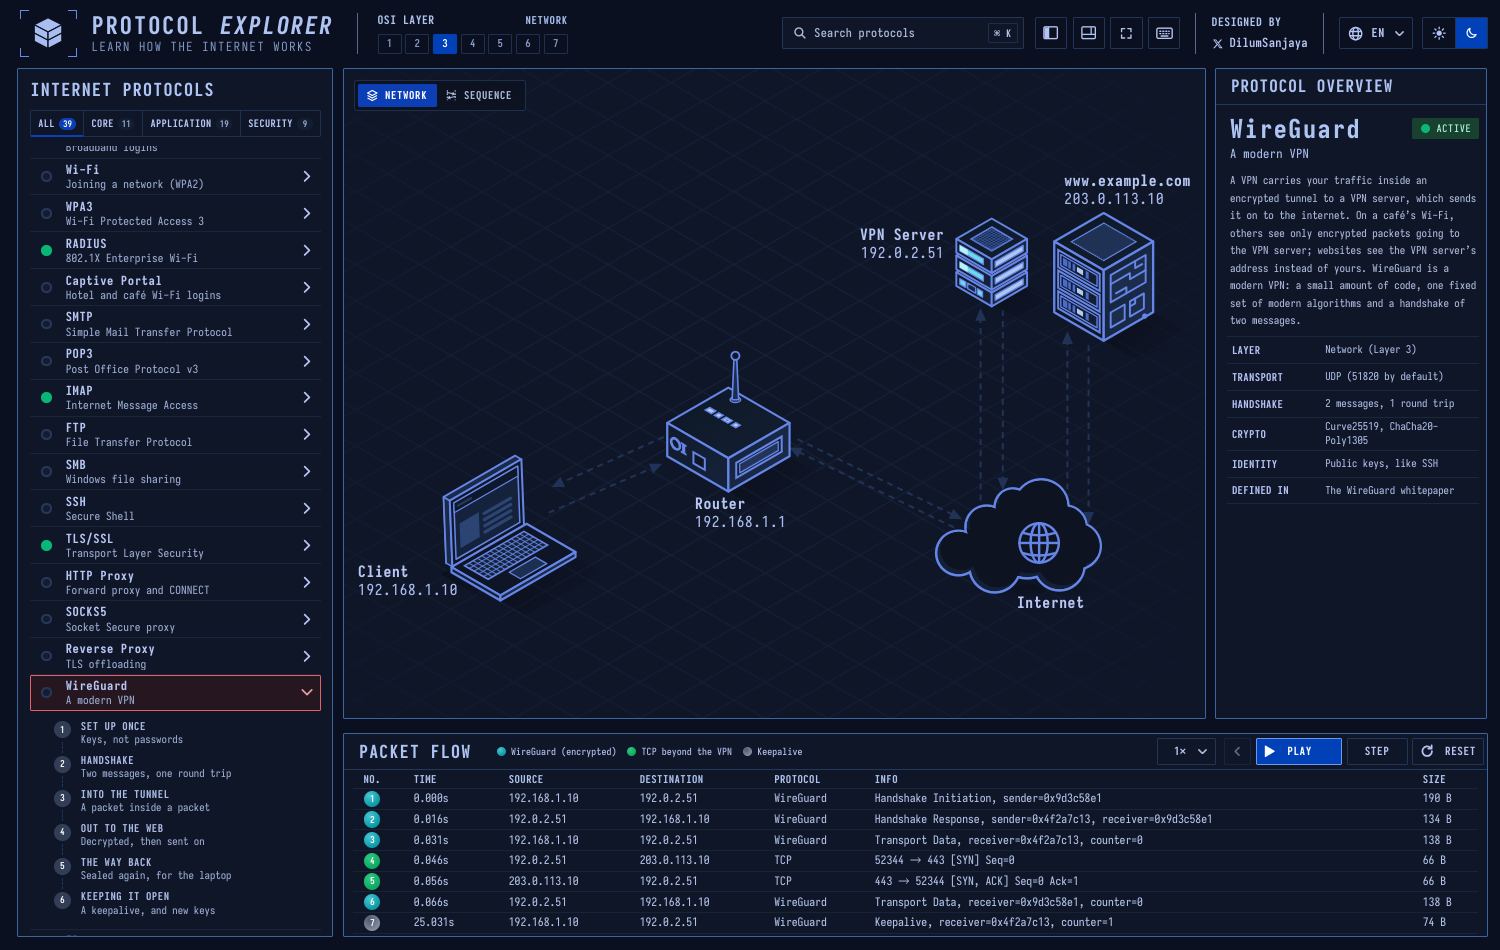 PROTOCOL EXPLORER
LEARN HOW THE INTERNET WORKS
OSI LAYER NETWORK
1 2 3 4 5 6 7
Search protocols ⌘ K
DESIGNED BY
X DilumSanjaya
EN
INTERNET PROTOCOLS
ALL 39 CORE 11 APPLICATION 19 SECURITY 9
Broadband logins
Wi-Fi
Joining a network (WPA2)
WPA3
Wi-Fi Protected Access 3
RADIUS
802.1X Enterprise Wi-Fi
Captive Portal
Hotel and café Wi-Fi logins
SMTP
Simple Mail Transfer Protocol
POP3
Post Office Protocol v3
IMAP
Internet Message Access
FTP
File Transfer Protocol
SMB
Windows file sharing
SSH
Secure Shell
TLS/SSL
Transport Layer Security
HTTP Proxy
Forward proxy and CONNECT
SOCKS5
Socket Secure proxy
Reverse Proxy
TLS offloading
WireGuard
A modern VPN
1 SET UP ONCE
Keys, not passwords
2 HANDSHAKE
Two messages, one round trip
3 INTO THE TUNNEL
A packet inside a packet
4 OUT TO THE WEB
Decrypted, then sent on
5 THE WAY BACK
Sealed again, for the laptop
6 KEEPING IT OPEN
A keepalive, and new keys
NETWORK SEQUENCE
www.example.com
203.0.113.10
VPN Server
192.0.2.51
Router
192.168.1.1
Client
192.168.1.10
Internet
PROTOCOL OVERVIEW
WireGuard ACTIVE
A modern VPN
A VPN carries your traffic inside an
encrypted tunnel to a VPN server, which sends
it on to the internet. On a café's Wi-Fi,
others see only encrypted packets going to
the VPN server; websites see the VPN server's
address instead of yours. WireGuard is a
modern VPN: a small amount of code, one fixed
set of modern algorithms and a handshake of
two messages.
LAYER Network (Layer 3)
TRANSPORT UDP (51820 by default)
HANDSHAKE 2 messages, 1 round trip
CRYPTO Curve25519, ChaCha20-
Poly1305
IDENTITY Public keys, like SSH
DEFINED IN The WireGuard whitepaper
PACKET FLOW WireGuard (encrypted) TCP beyond the VPN Keepalive 1× PLAY STEP RESET
NO. TIME SOURCE DESTINATION PROTOCOL INFO SIZE
1 0.000s 192.168.1.10 192.0.2.51 WireGuard Handshake Initiation, sender=0x9d3c58e1 190 B
2 0.016s 192.0.2.51 192.168.1.10 WireGuard Handshake Response, sender=0x4f2a7c13, receiver=0x9d3c58e1 134 B
3 0.031s 192.168.1.10 192.0.2.51 WireGuard Transport Data, receiver=0x4f2a7c13, counter=0 138 B
4 0.046s 192.0.2.51 203.0.113.10 TCP 52344 → 443 [SYN] Seq=0 66 B
5 0.056s 203.0.113.10 192.0.2.51 TCP 443 → 52344 [SYN, ACK] Seq=0 Ack=1 66 B
6 0.066s 192.0.2.51 192.168.1.10 WireGuard Transport Data, receiver=0x9d3c58e1, counter=0 138 B
7 25.031s 192.168.1.10 192.0.2.51 WireGuard Keepalive, receiver=0x4f2a7c13, counter=1 74 B